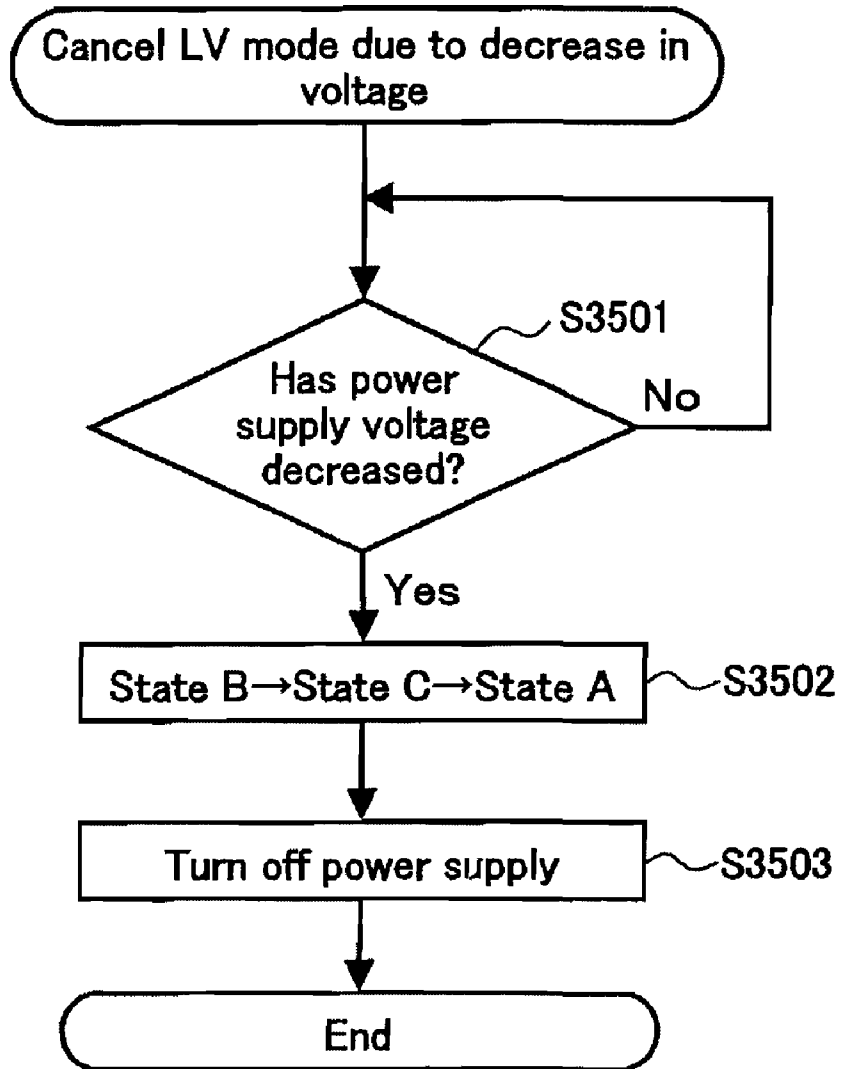 Cancel LV mode due to decrease in
voltage
S3501
Has power
supply voltage
decreased?
No
Yes
State B→State C→State A
S3502
Turn off power supply
S3503
End